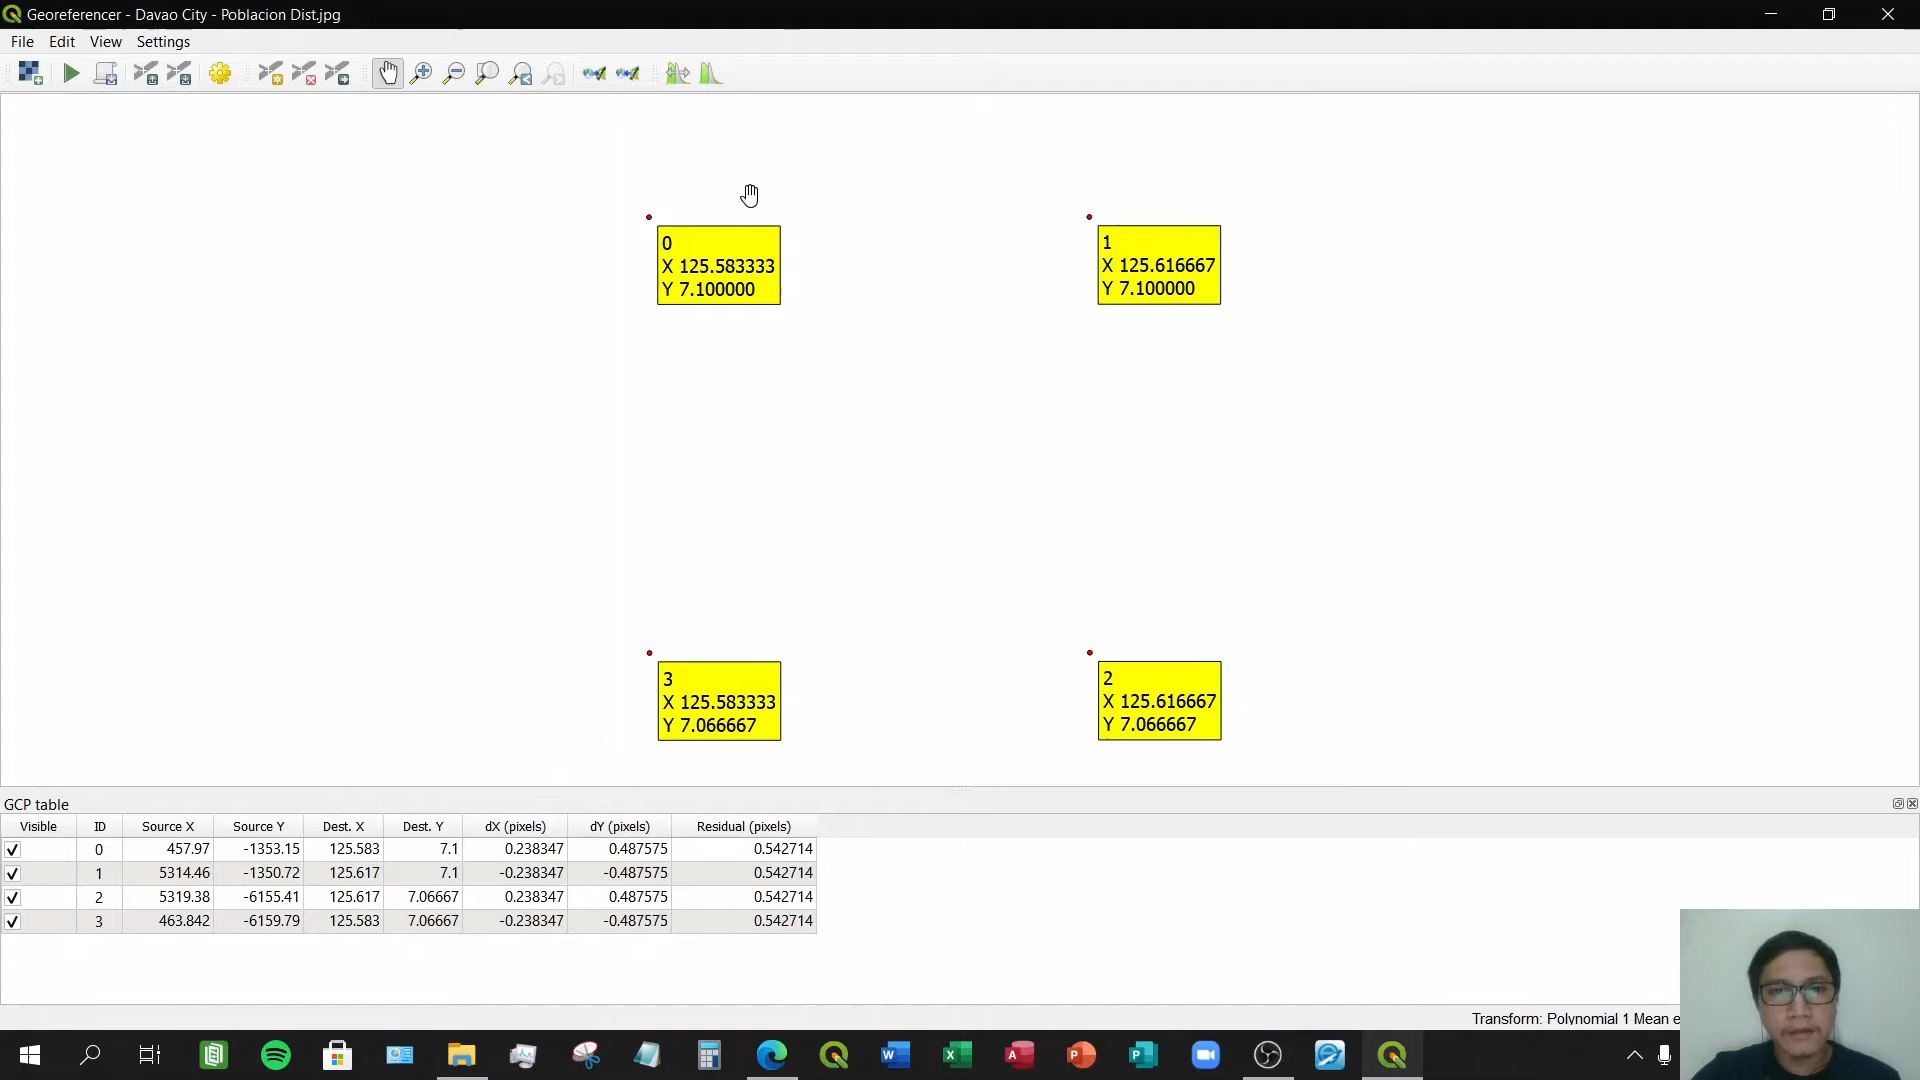 Georeferencer - Davao City - Poblacion Dist.jpg
File Edit View Settings
0
X 125.583333
Y 7.100000
1
X 125.616667
Y 7.100000
3
X 125.583333
Y 7.066667
2
X 125.616667
Y 7.066667
GCP table
Visible ID Source X Source Y Dest. X Dest. Y dX (pixels) dY (pixels) Residual (pixels)
0 457.97 -1353.15 125.583 7.1 0.238347 0.487575 0.542714
1 5314.46 -1350.72 125.617 7.1 -0.238347 -0.487575 0.542714
2 5319.38 -6155.41 125.617 7.06667 0.238347 0.487575 0.542714
3 463.842 -6159.79 125.583 7.06667 -0.238347 -0.487575 0.542714
Transform: Polynomial 1 Mean e